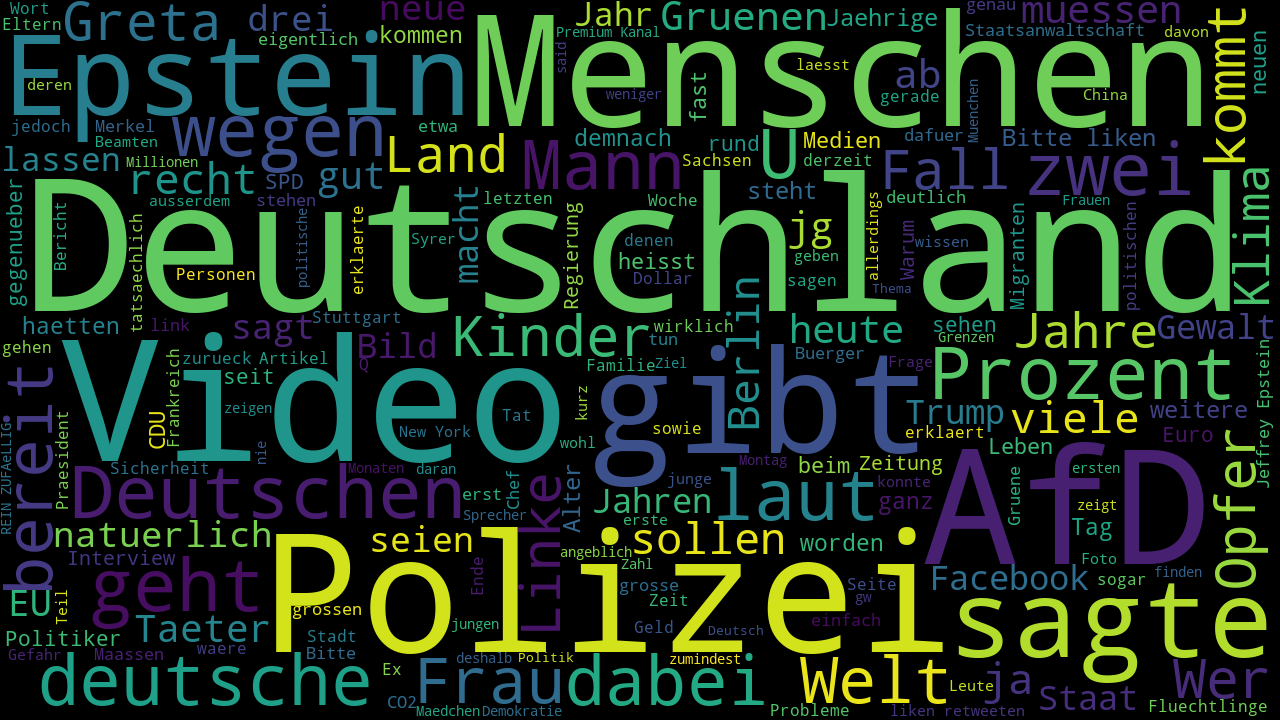 Wort
Eltern
Greta
drei
neue
Jahr
Gruenen
Jaehrige
genau
muessen
eigentlich
kommen
Premium Kanal
Staatsanwaltschaft
davon
kommt
neuen
Epstein
Menschen
said
laesst
ab
deren
fast
weniger
gerade
China
jedoch
Merkel
Beamten
wegen
etwa
demnach
rund
U
Medien
dafuer
Muenchen
Bitte liken
lassen
Millionen
Land
Mann
Sachsen
derzeit
Fall
zwei
recht
SPD
gut
steht
gegenueber
ausserdem
stehen
macht
letzten
Woche
deutlich
Frauen
Klima
Deutschland
Bericht
tatsaechlich
politische
erklaerte
Syrer
Regierung
denen
jg
allerdings
Warum
wissen
Migranten
politischen
Personen
heisst
geben
Dollar
sagen
Thema
haetten
link
sagt
Stuttgart
Kinder
wirklich
Berlin
heute
sehen
Jahre
Gewalt
gehen
Bild
tun
Grenzen
zurueck
Artikel
Q
Familie
Ziel
Buerger
Frage
Prozent
Jeffrey Epstein
bereit
Video
Frankreich
seit
gibt
zeigen
kurz
Trump
viele
weitere
REIN ZUFAeLLIG
Praesident
CDU
New York
Tat
sowie
erklaert
nie
wohl
Leben
Euro
Sicherheit
Monaten
daran
Montag
beim
Zeitung
AfD
opfer
Deutschen
erst
Chef
Alter
junge
konnte
Gruene
ersten
Sprecher
Jahren
laut
ganz
zeigt
natuerlich
seien
Linke
erste
sollen
worden
Tag
Interview
angeblich
Zahl
Foto
geht
Polizei
Ende
grosse
Seite
Facebook
sogar
finden
EU
Teil
grossen
Zeit
gw
sagte
Taeter
jungen
einfach
Politiker
Stadt
Geld
Deutsch
Gefahr
Maassen
waere
Bitte
deshalb
Politik
zumindest
deutsche
Ex
Frau
dabei
Welt
Leute
ja
Staat
Wer
CO2
Maedchen
Demokratie
Probleme
liken retweeten
Fluechtlinge